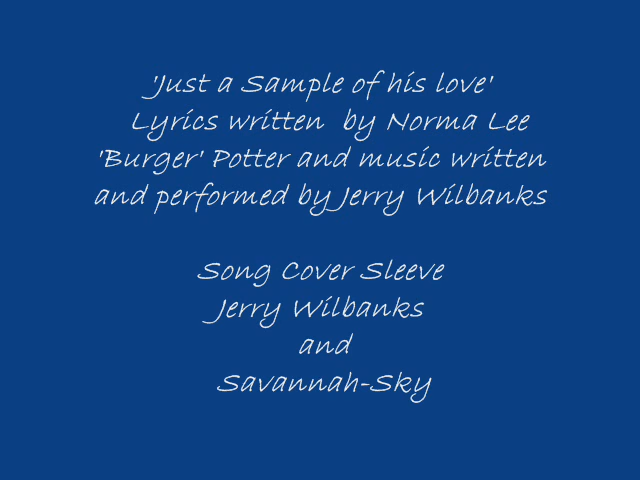 'Just a Sample of his love'
Lyrics written by Norma Lee
'Burger' Potter and music written
and performed by Jerry Wilbanks
Song Cover Sleeve
Jerry Wilbanks
and
Savannah-Sky